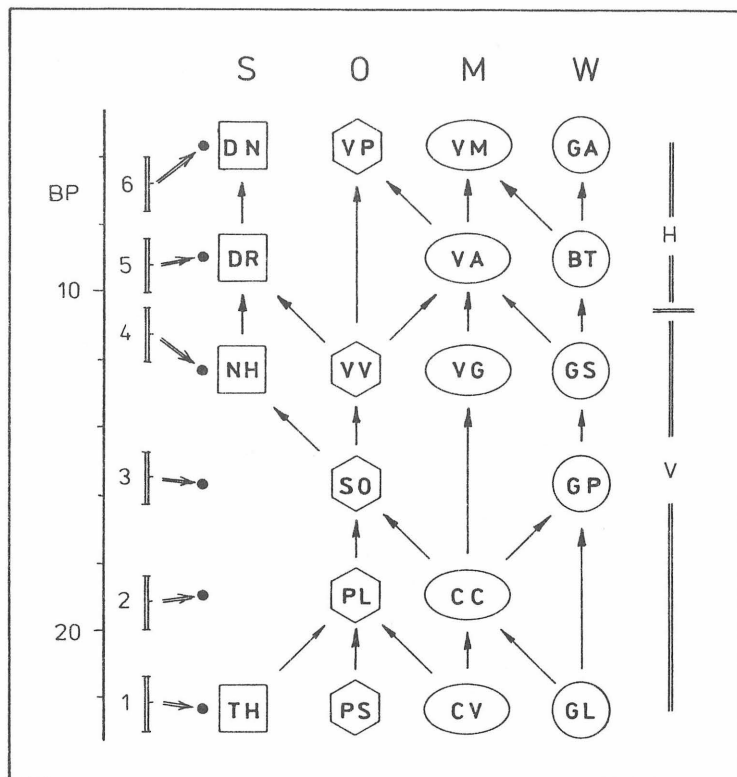 S O M W
DN VP VM GA
6
BP
H
5 DR VA BT
10
4
NH VV VG GS
3 SO GP V
2 PL CC
20
1 TH PS CV GL